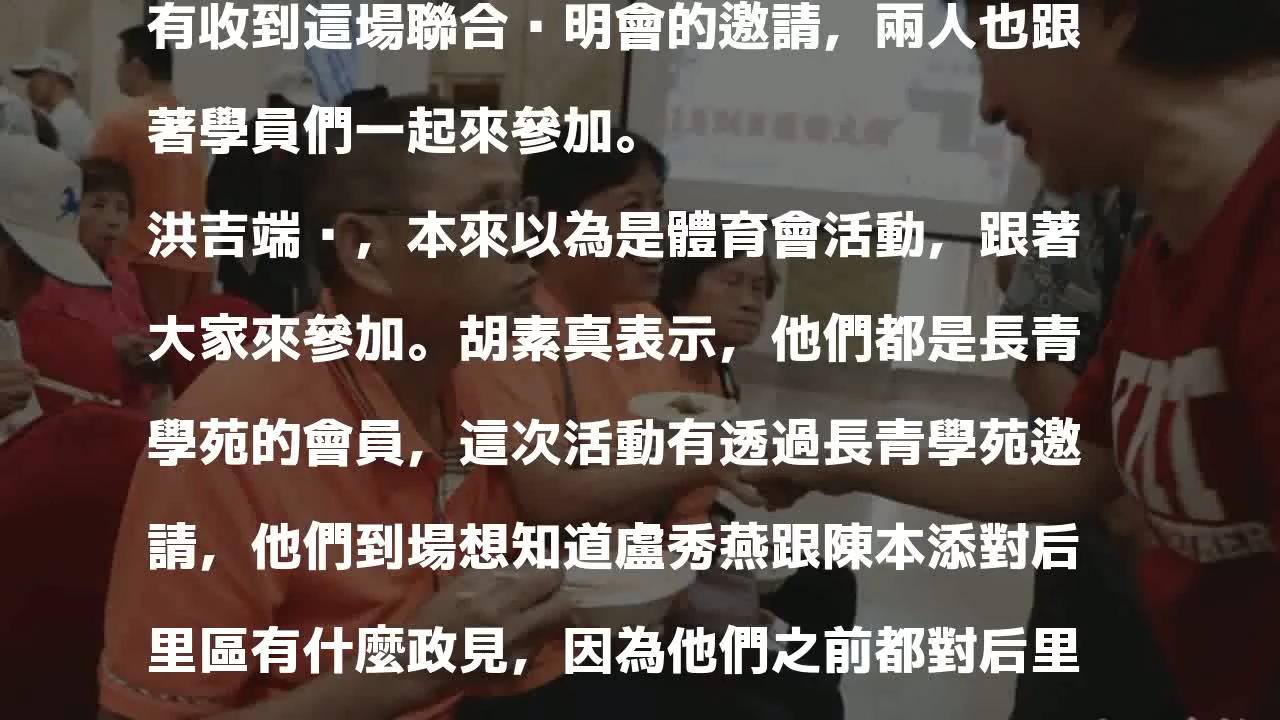 有收到這場聯合·明會的邀請，兩人也跟
著學員們一起來參加。
洪吉端·，本來以為是體育會活動，跟著
大家來參加。胡素真表示，他們都是長青
學苑的會員，這次活動有透過長青學苑邀
請，他們到場想知道盧秀燕跟陳本添對后
里區有什麼政見，因為他們之前都對后里